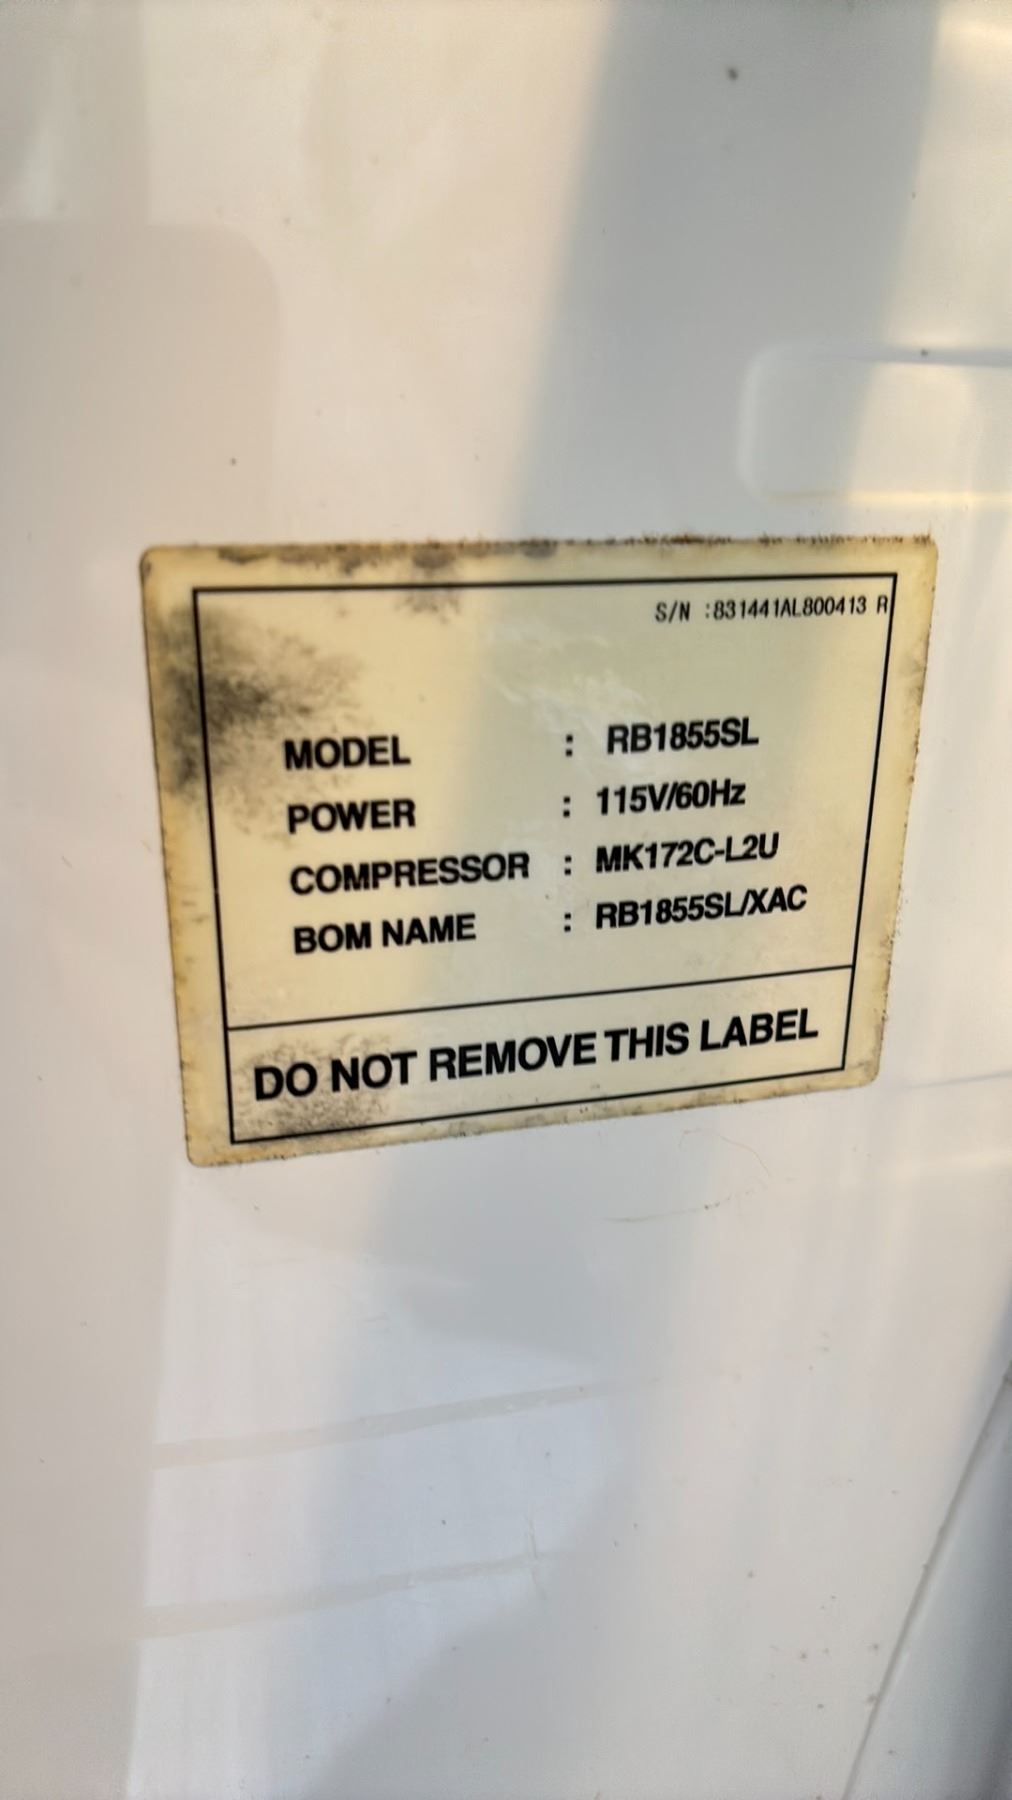 S/N :831441AL800413 R
MODEL : RB1855SL
POWER : 115V/60Hz
COMPRESSOR : MK172C-L2U
BOM NAME : RB1855SL/XAC
DO NOT REMOVE THIS LABEL